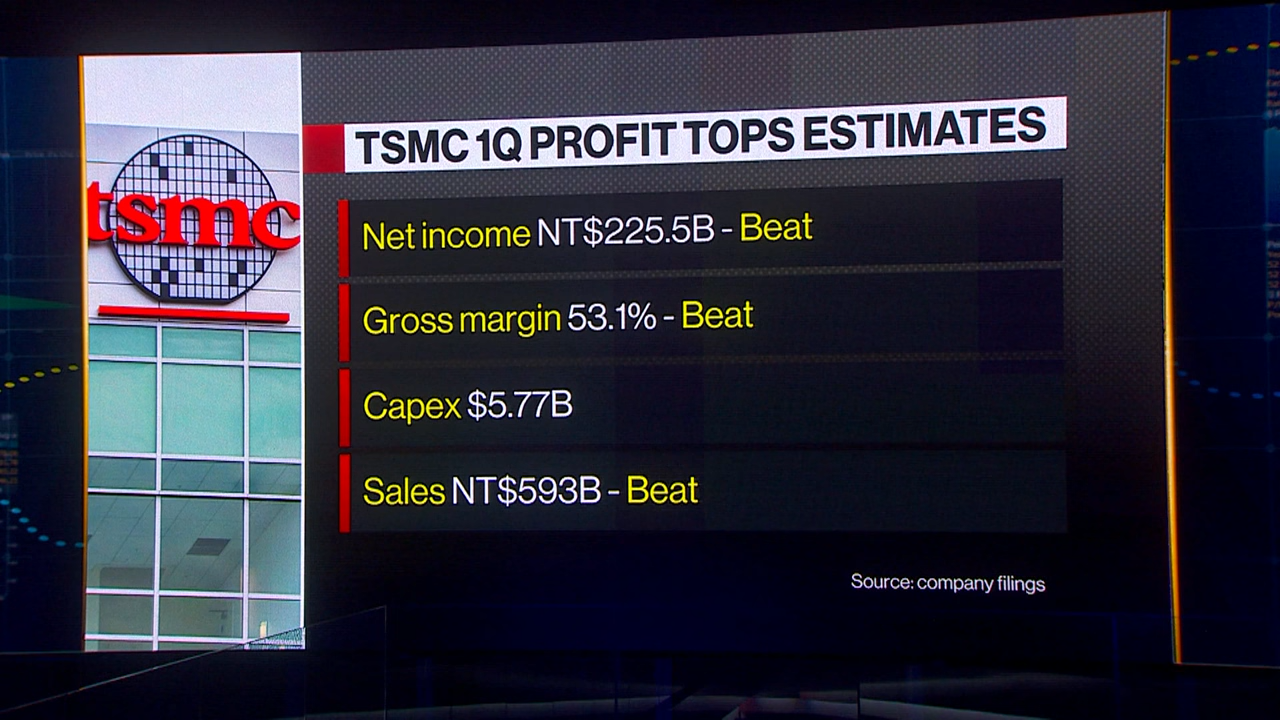 tsmc
TSMC 1Q PROFIT TOPS ESTIMATES
Net income NT$225.5B - Beat
Gross margin 53.1% - Beat
Capex $5.77B
Sales NT$593B - Beat
Source: company filings